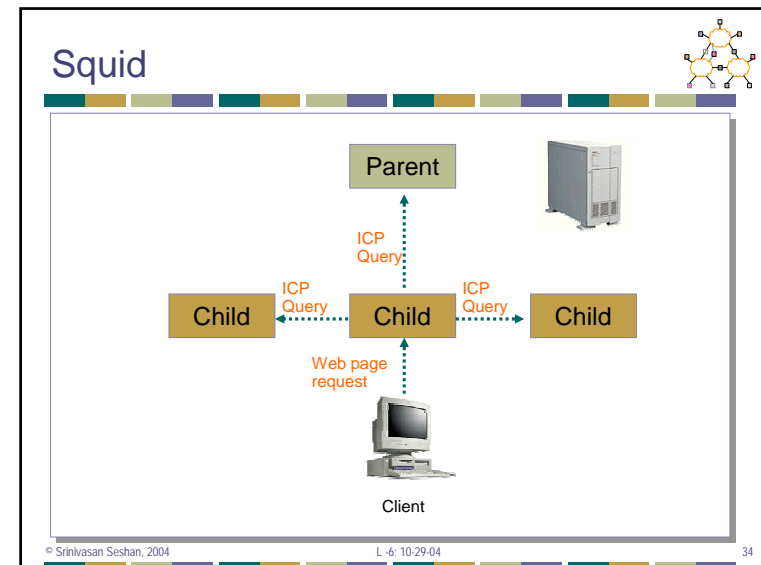 Squid
Parent
ICP
Query
ICP
Query
ICP
Query
Child
Child
Child
Web page
request
Client
© Srinivasan Seshan, 2004
L -6; 10-29-04
34